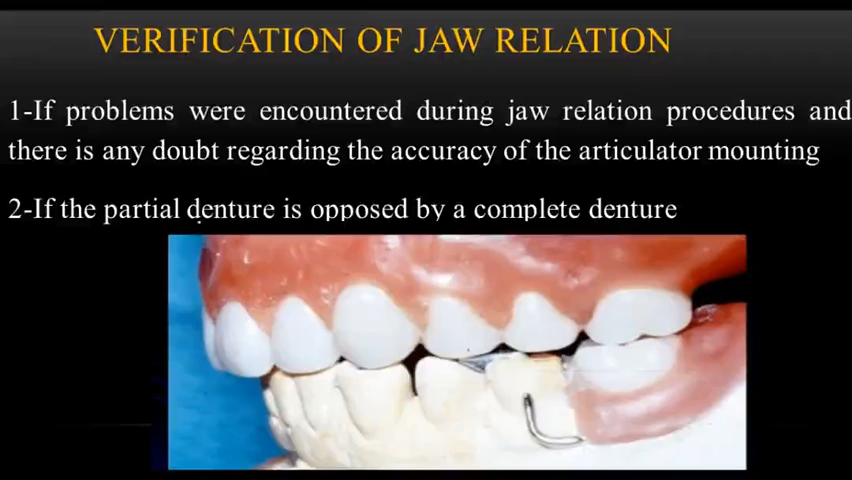 VERIFICATION OF JAW RELATION
1-If problems were encountered during jaw relation procedures and
there is any doubt regarding the accuracy of the articulator mounting
2-If the partial denture is opposed by a complete denture